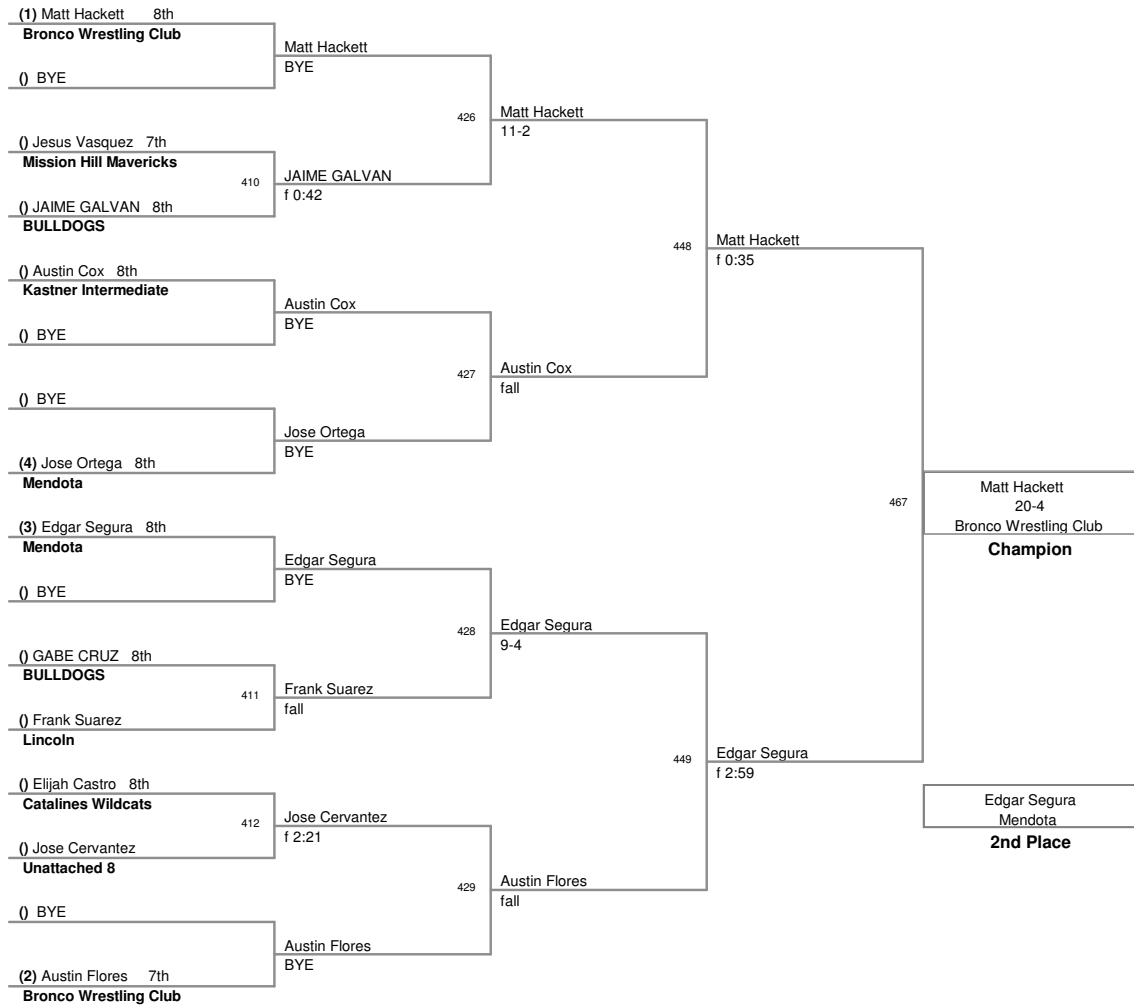 (1) Matt Hackett 8th
Bronco Wrestling Club
() BYE
() Jesus Vasquez 7th
Mission Hill Mavericks
() JAIME GALVAN 8th
BULLDOGS
() Austin Cox 8th
Kastner Intermediate
() BYE
() BYE
(4) Jose Ortega 8th
Mendota
(3) Edgar Segura 8th
Mendota
() BYE
() GABE CRUZ 8th
BULLDOGS
() Frank Suarez
Lincoln
() Elijah Castro 8th
Catalines Wildcats
() Jose Cervantez
Unattached 8
() BYE
(2) Austin Flores 7th
Bronco Wrestling Club
Matt Hackett
BYE
410
JAIME GALVAN
f 0:42
Austin Cox
BYE
Jose Ortega
BYE
Edgar Segura
BYE
411
Frank Suarez
fall
412
Jose Cervantez
f 2:21
Austin Flores
BYE
426
Matt Hackett
11-2
427
Austin Cox
fall
428
Edgar Segura
9-4
429
Austin Flores
fall
448
Matt Hackett
f 0:35
449
Edgar Segura
f 2:59
467
Matt Hackett
20-4
Bronco Wrestling Club
Champion
Edgar Segura
Mendota
2nd Place